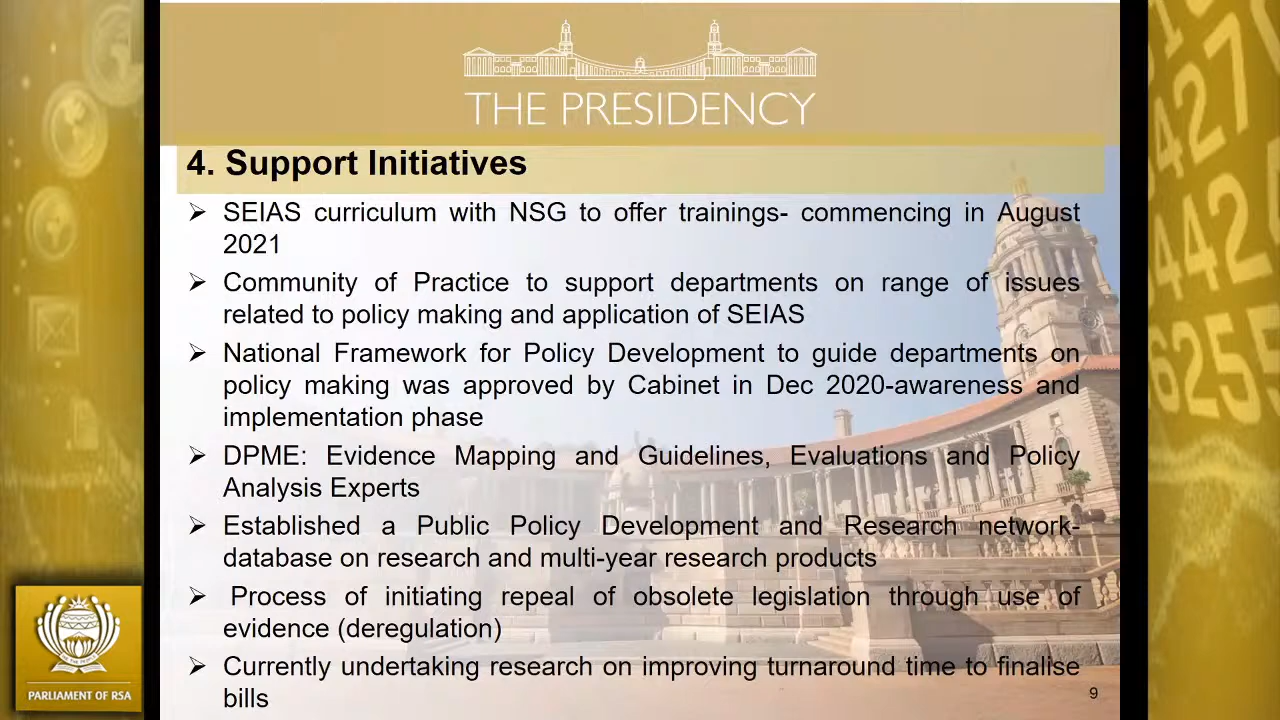 THE PRESIDENCY
4. Support Initiatives
➢ SEIAS curriculum with NSG to offer trainings- commencing in August
2021
➢ Community of Practice to support departments on range of issues
related to policy making and application of SEIAS
➢ National Framework for Policy Development to guide departments on
policy making was approved by Cabinet in Dec 2020-awareness and
implementation phase
➢ DPME: Evidence Mapping and Guidelines, Evaluations and Policy
Analysis Experts
➢ Established a Public Policy Development and Research network-
database on research and multi-year research products
➢ Process of initiating repeal of obsolete legislation through use of
evidence (deregulation)
➢ Currently undertaking research on improving turnaround time to finalise
bills
9
PARLIAMENT OF RSA